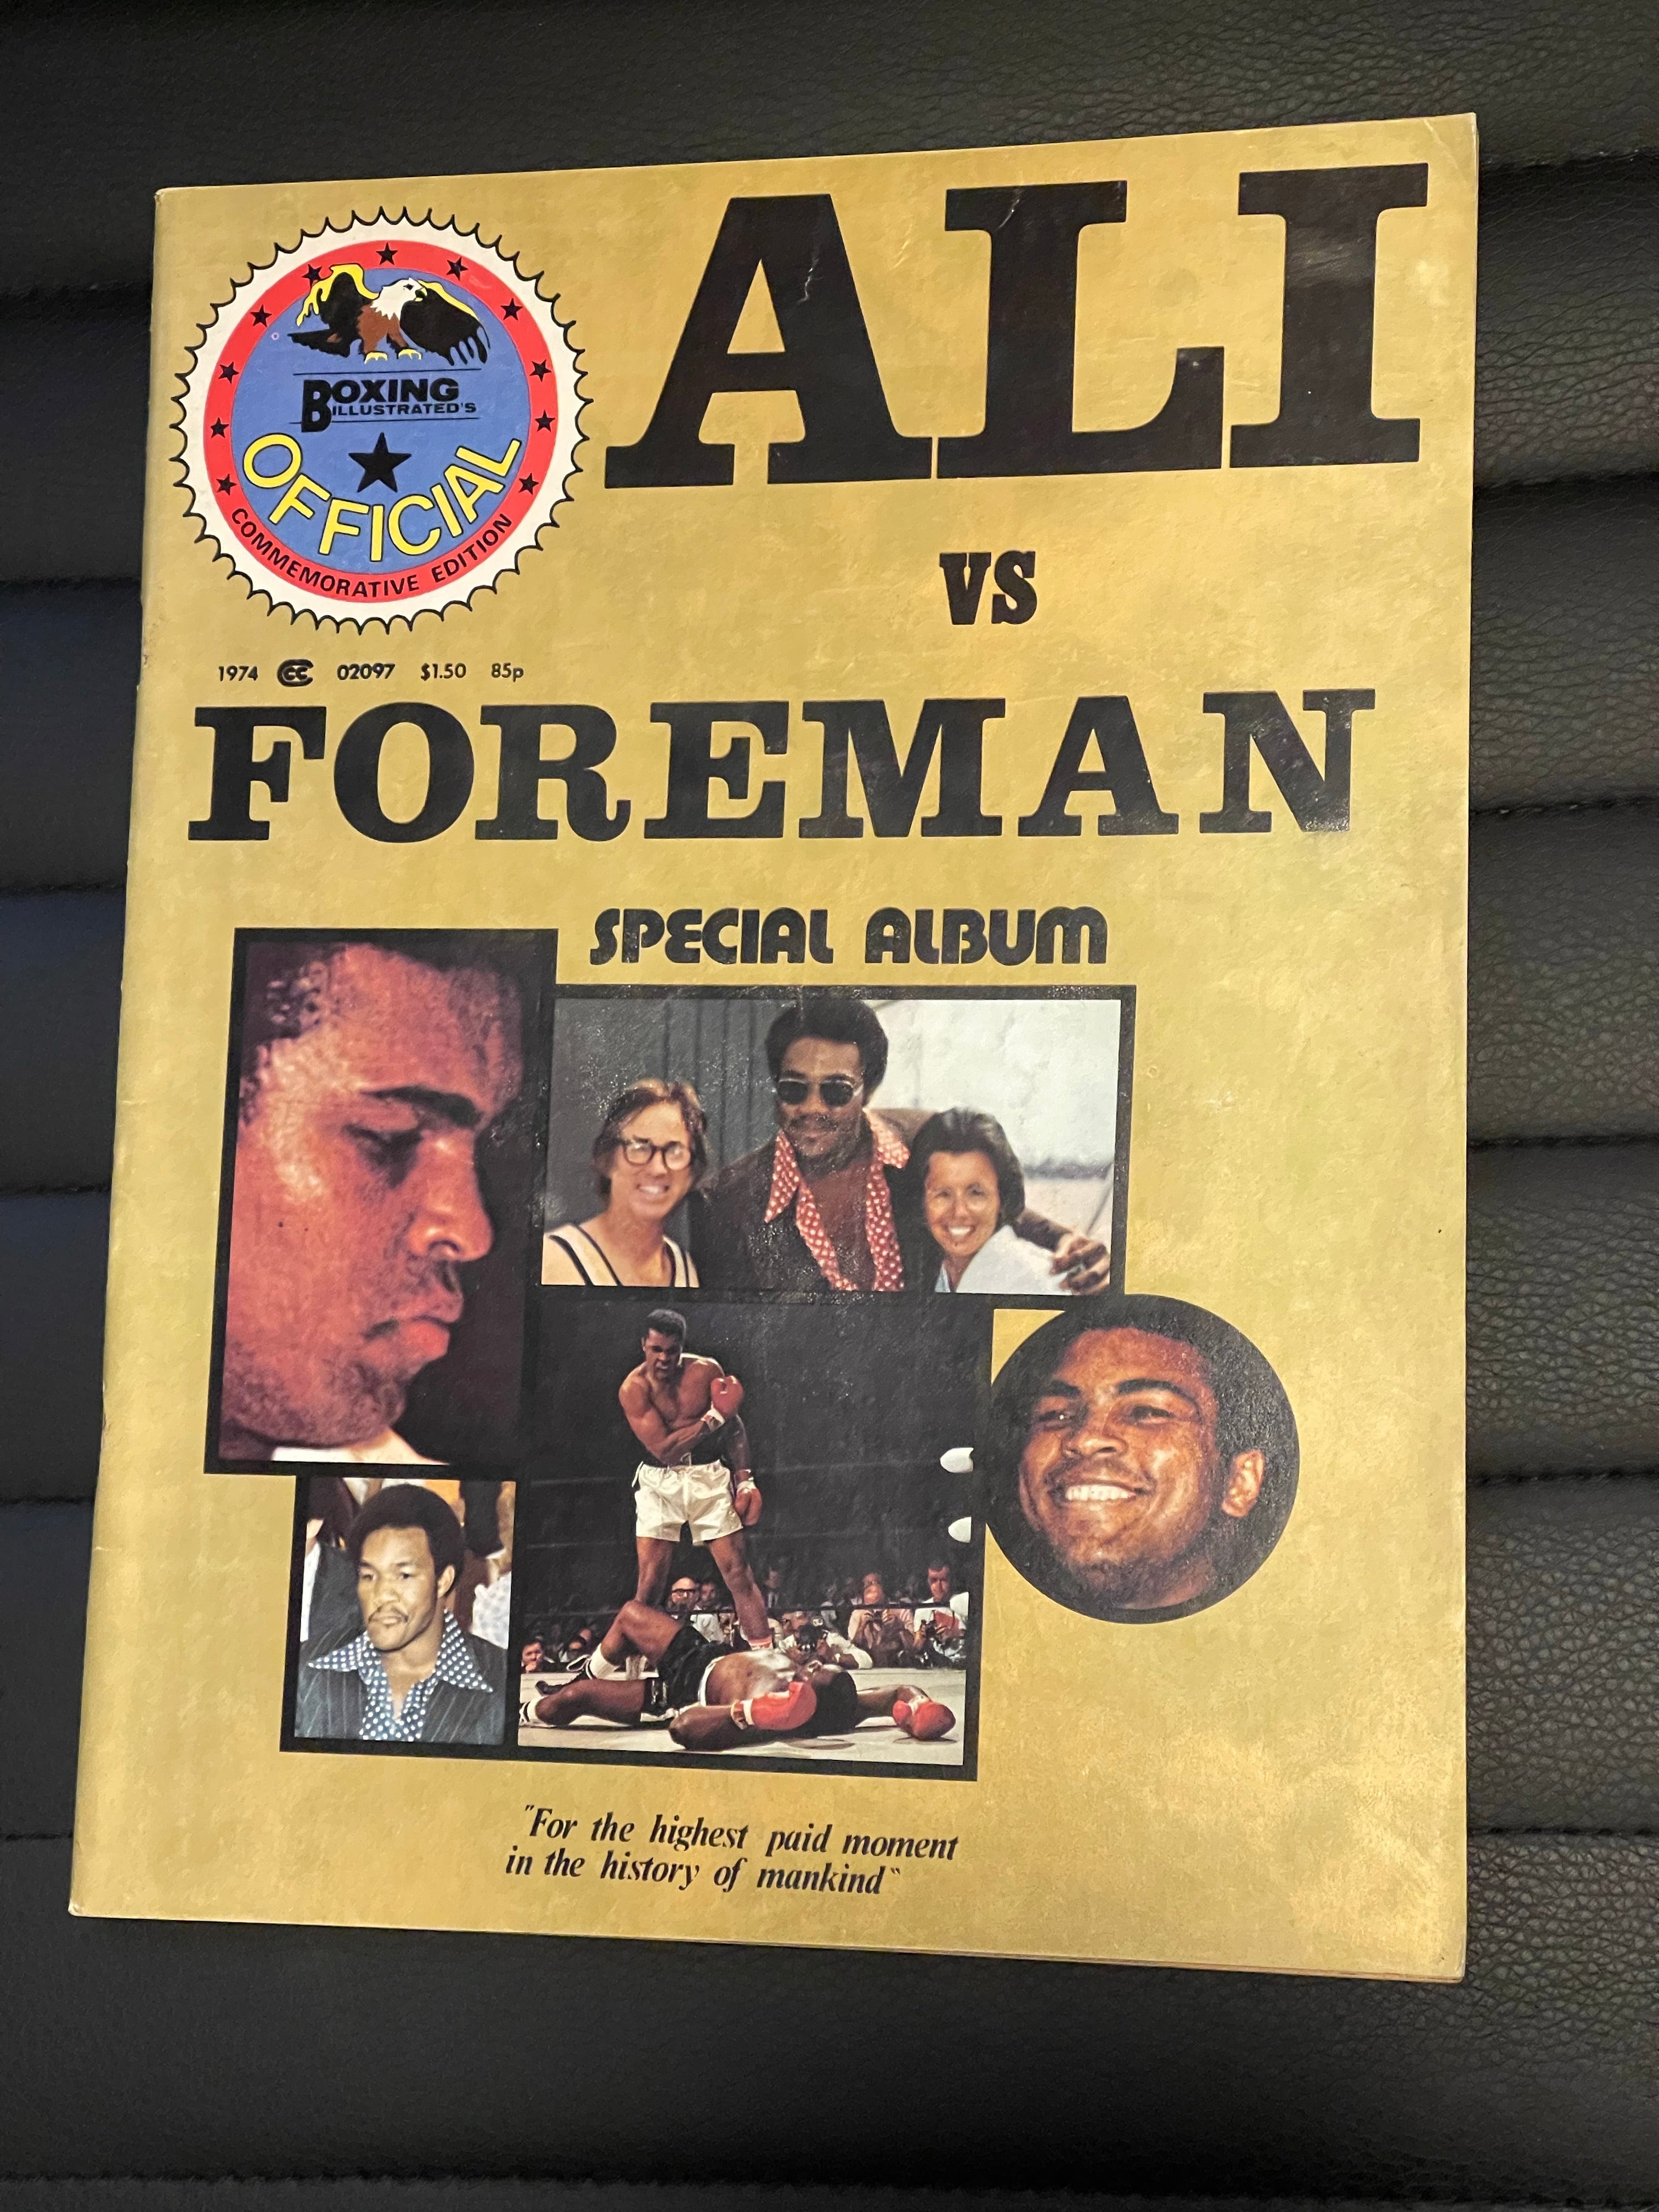 ALI
BOXING
ILLUSTRATED'S
OFFICIAL
COMMEMORATIVE EDITION
VS
1974 CC 02097 $1.50 85p
FOREMAN
SPECIAL ALBUM
"For the highest paid moment
in the history of mankind"